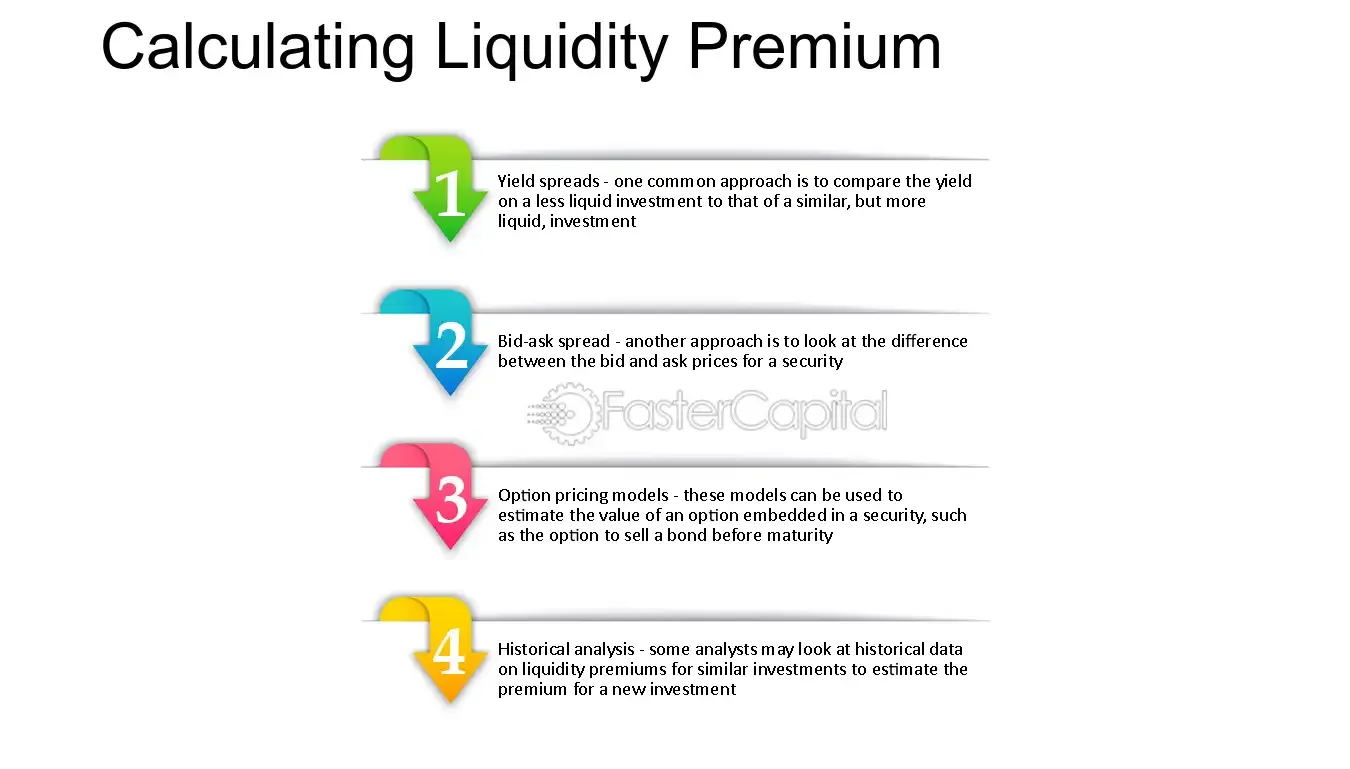 Calculating Liquidity Premium
1
Yield spreads - one common approach is to compare the yield
on a less liquid investment to that of a similar, but more
liquid, investment
2
Bid-ask spread - another approach is to look at the difference
between the bid and ask prices for a security
FasterCapital
3
Option pricing models - these models can be used to
estimate the value of an option embedded in a security, such
as the option to sell a bond before maturity
4
Historical analysis - some analysts may look at historical data
on liquidity premiums for similar investments to estimate the
premium for a new investment